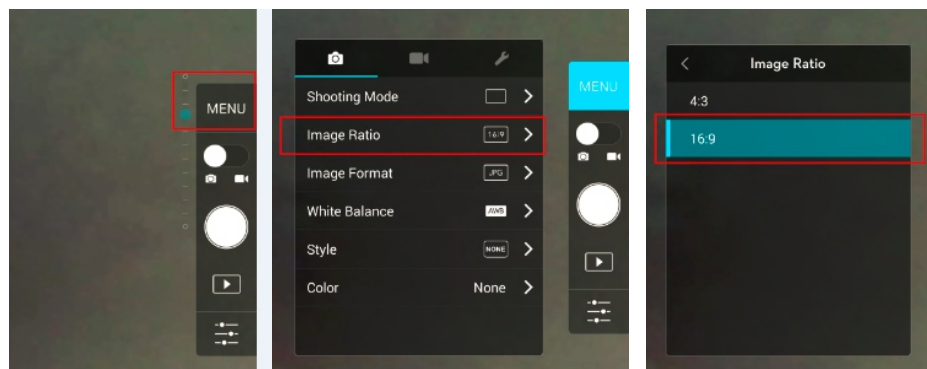 MENU
MENU
Shooting Mode
Image Ratio 16:9
Image Format JPG
White Balance AWB
Style NONE
Color None
Image Ratio
4:3
16:9